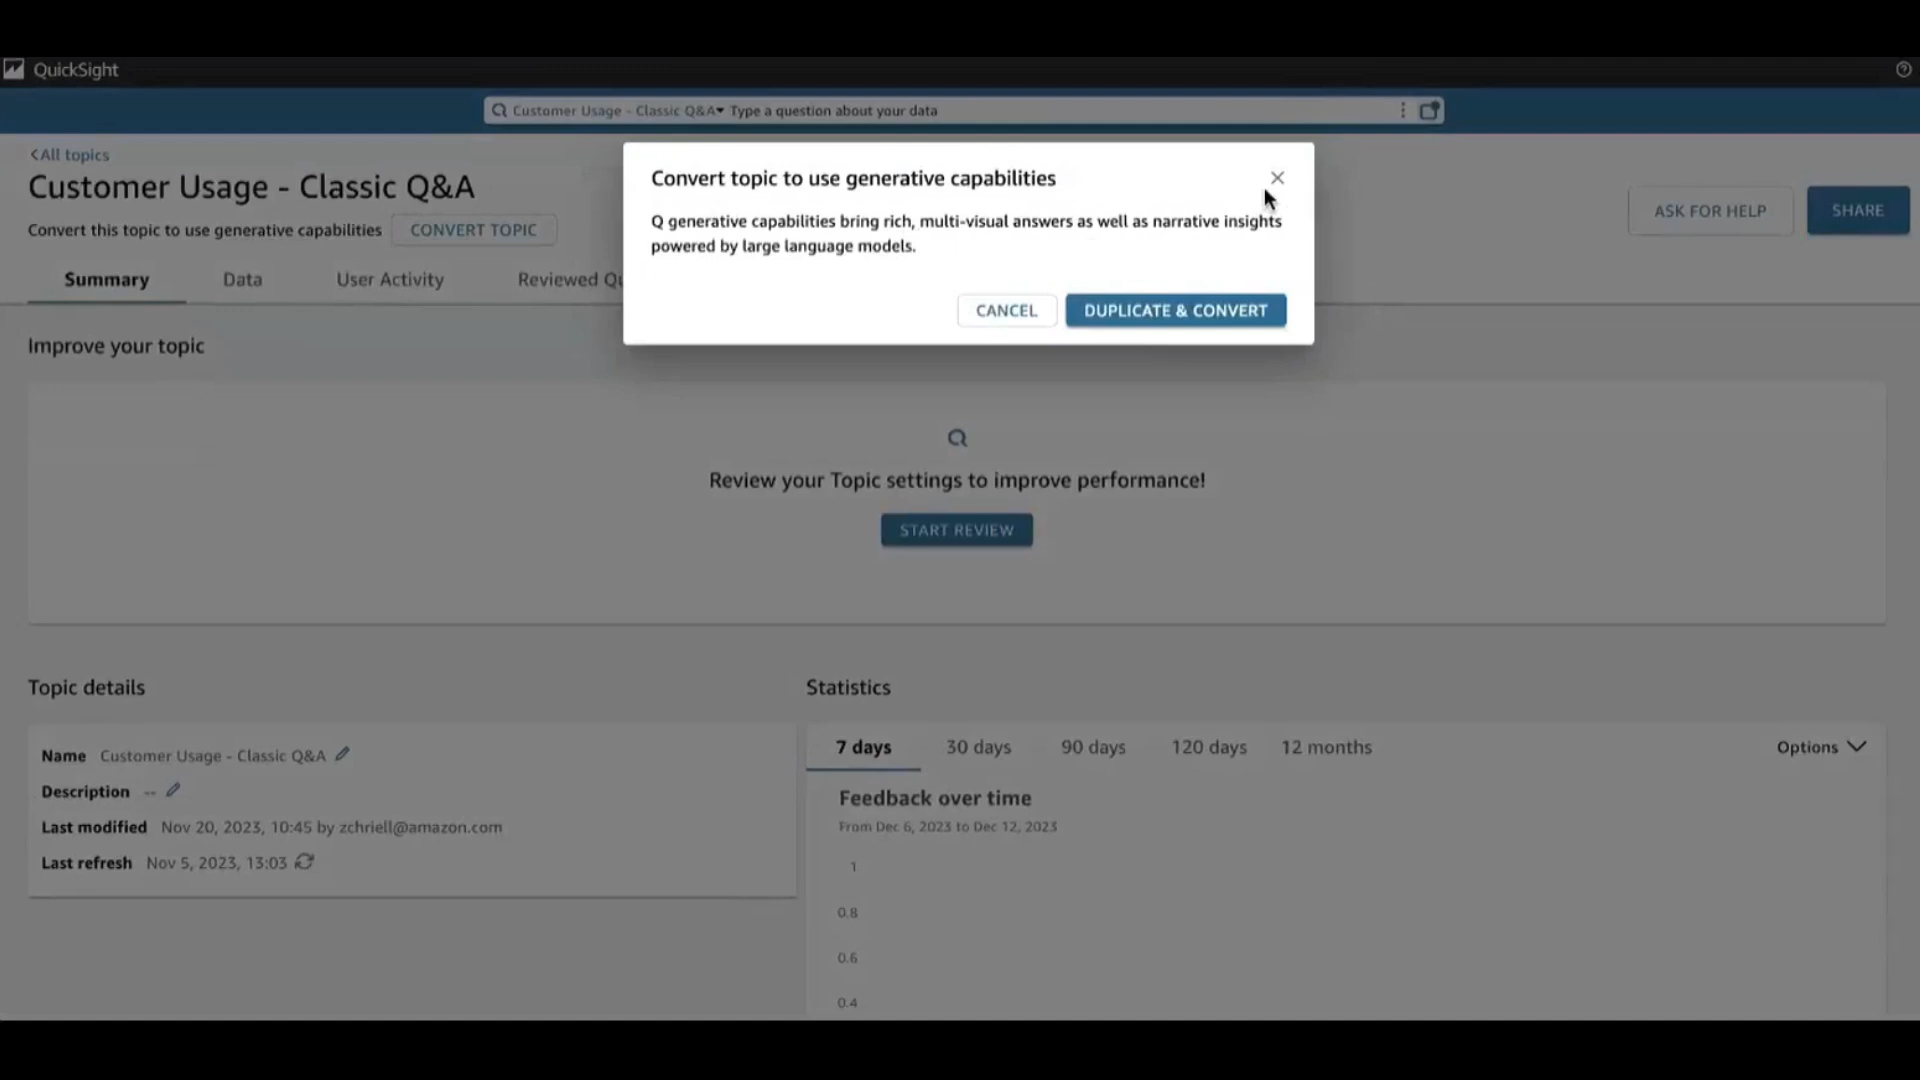 QuickSight
Customer Usage - Classic Q&A Type a question about your data
All topics
Customer Usage - Classic Q&A
Convert this topic to use generative capabilities CONVERT TOPIC
ASK FOR HELP SHARE
Summary Data User Activity Reviewed
Convert topic to use generative capabilities
Q generative capabilities bring rich, multi-visual answers as well as narrative insights
powered by large language models.
CANCEL DUPLICATE & CONVERT
Improve your topic
Review your Topic settings to improve performance!
START REVIEW
Topic details
Name Customer Usage - Classic Q&A
Description --
Last modified Nov 20, 2023, 10:45 by zchriell@amazon.com
Last refresh Nov 5, 2023, 13:03
Statistics
7 days 30 days 90 days 120 days 12 months Options
Feedback over time
From Dec 6, 2023 to Dec 12, 2023
1
0.8
0.6
0.4